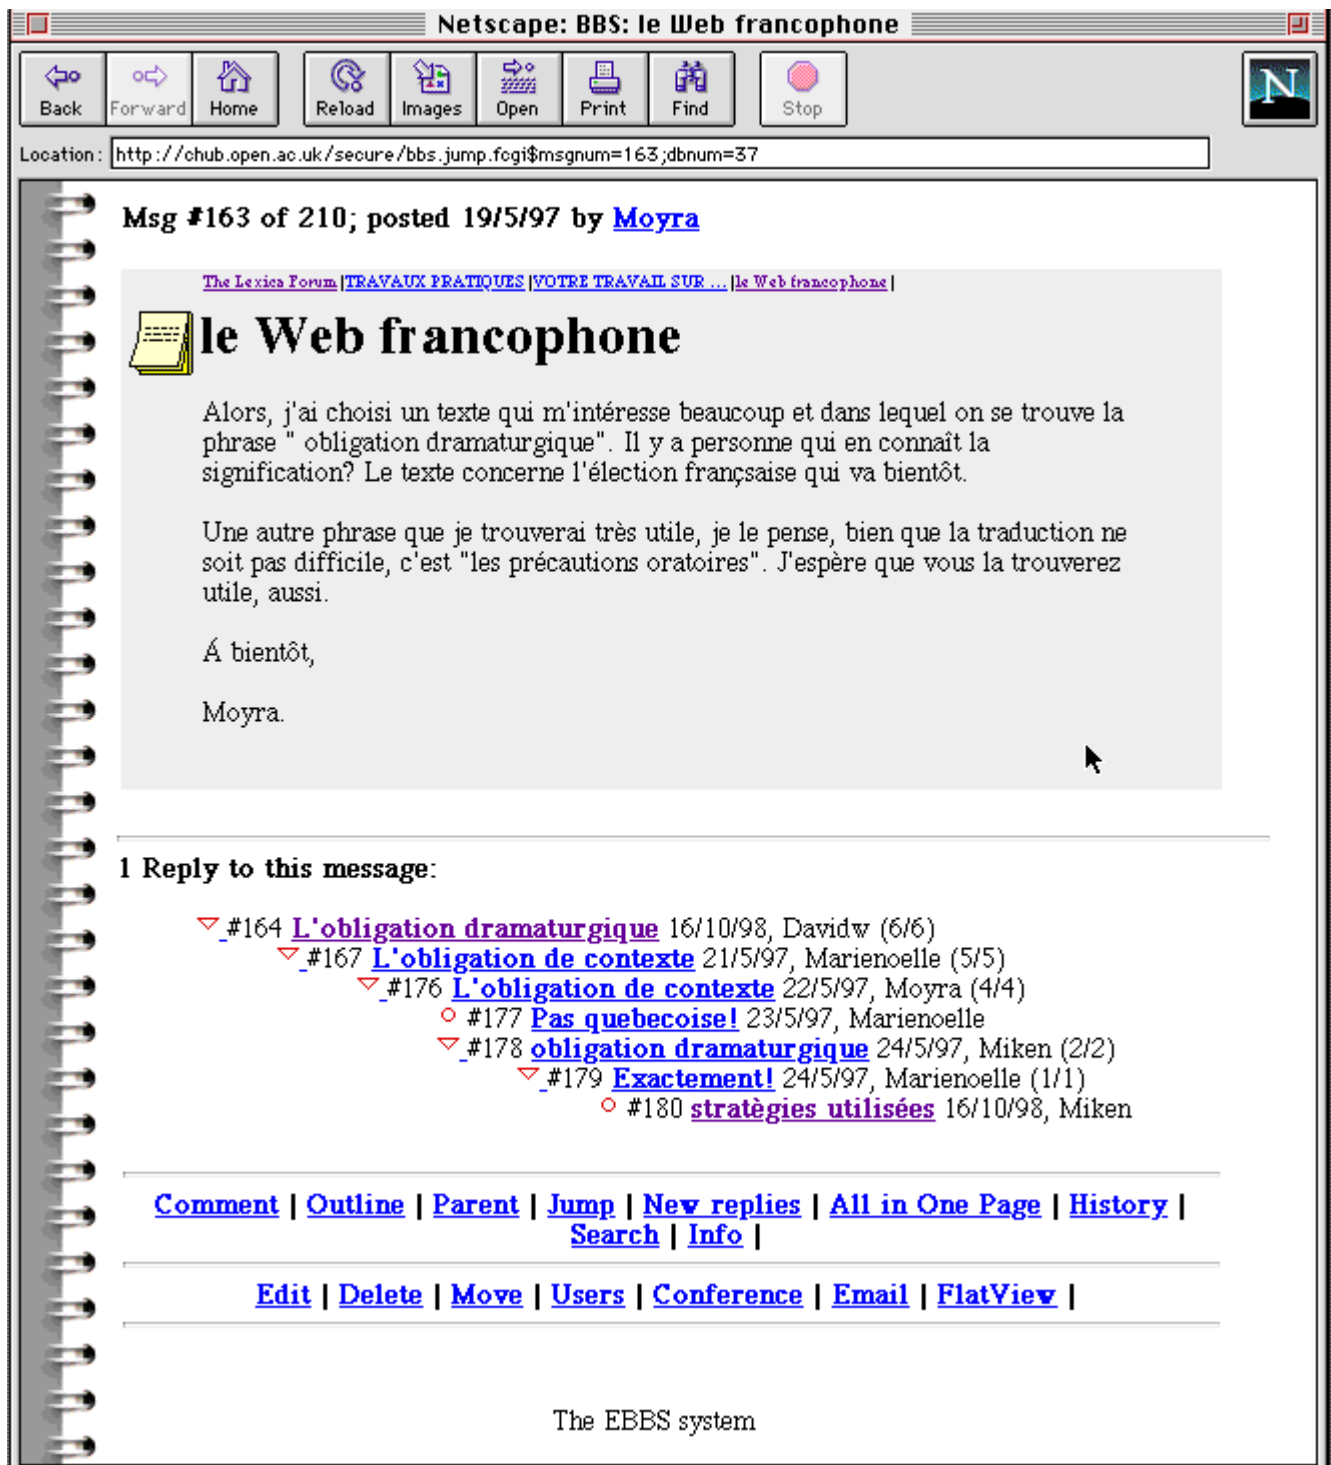 Netscape: BBS: le Web francophone
Back Forward Home Reload Images Open Print Find Stop N
Location: http://chub.open.ac.uk/secure/bbs.jump.fcgi$msgnum=163;dbnum=37
Msg #163 of 210; posted 19/5/97 by Moyra
The Lexica Forum |TRAVAUX PRATIQUES |VOTRE TRAVAIL SUR ... |le Web francophone |
le Web francophone
Alors, j'ai choisi un texte qui m'intéresse beaucoup et dans lequel on se trouve la
phrase " obligation dramaturgique". Il y a personne qui en connaît la
signification? Le texte concerne l'élection françsaise qui va bientôt.
Une autre phrase que je trouverai très utile, je le pense, bien que la traduction ne
soit pas difficile, c'est "les précautions oratoires". J'espère que vous la trouverez
utile, aussi.
Á bientôt,
Moyra.
1 Reply to this message:
#164 L'obligation dramaturgique 16/10/98, Davidw (6/6)
#167 L'obligation de contexte 21/5/97, Marienoelle (5/5)
#176 L'obligation de contexte 22/5/97, Moyra (4/4)
#177 Pas quebecoise! 23/5/97, Marienoelle
#178 obligation dramaturgique 24/5/97, Miken (2/2)
#179 Exactement! 24/5/97, Marienoelle (1/1)
#180 stratègies utilisées 16/10/98, Miken
Comment | Outline | Parent | Jump | New replies | All in One Page | History |
Search | Info |
Edit | Delete | Move | Users | Conference | Email | FlatView |
The EBBS system